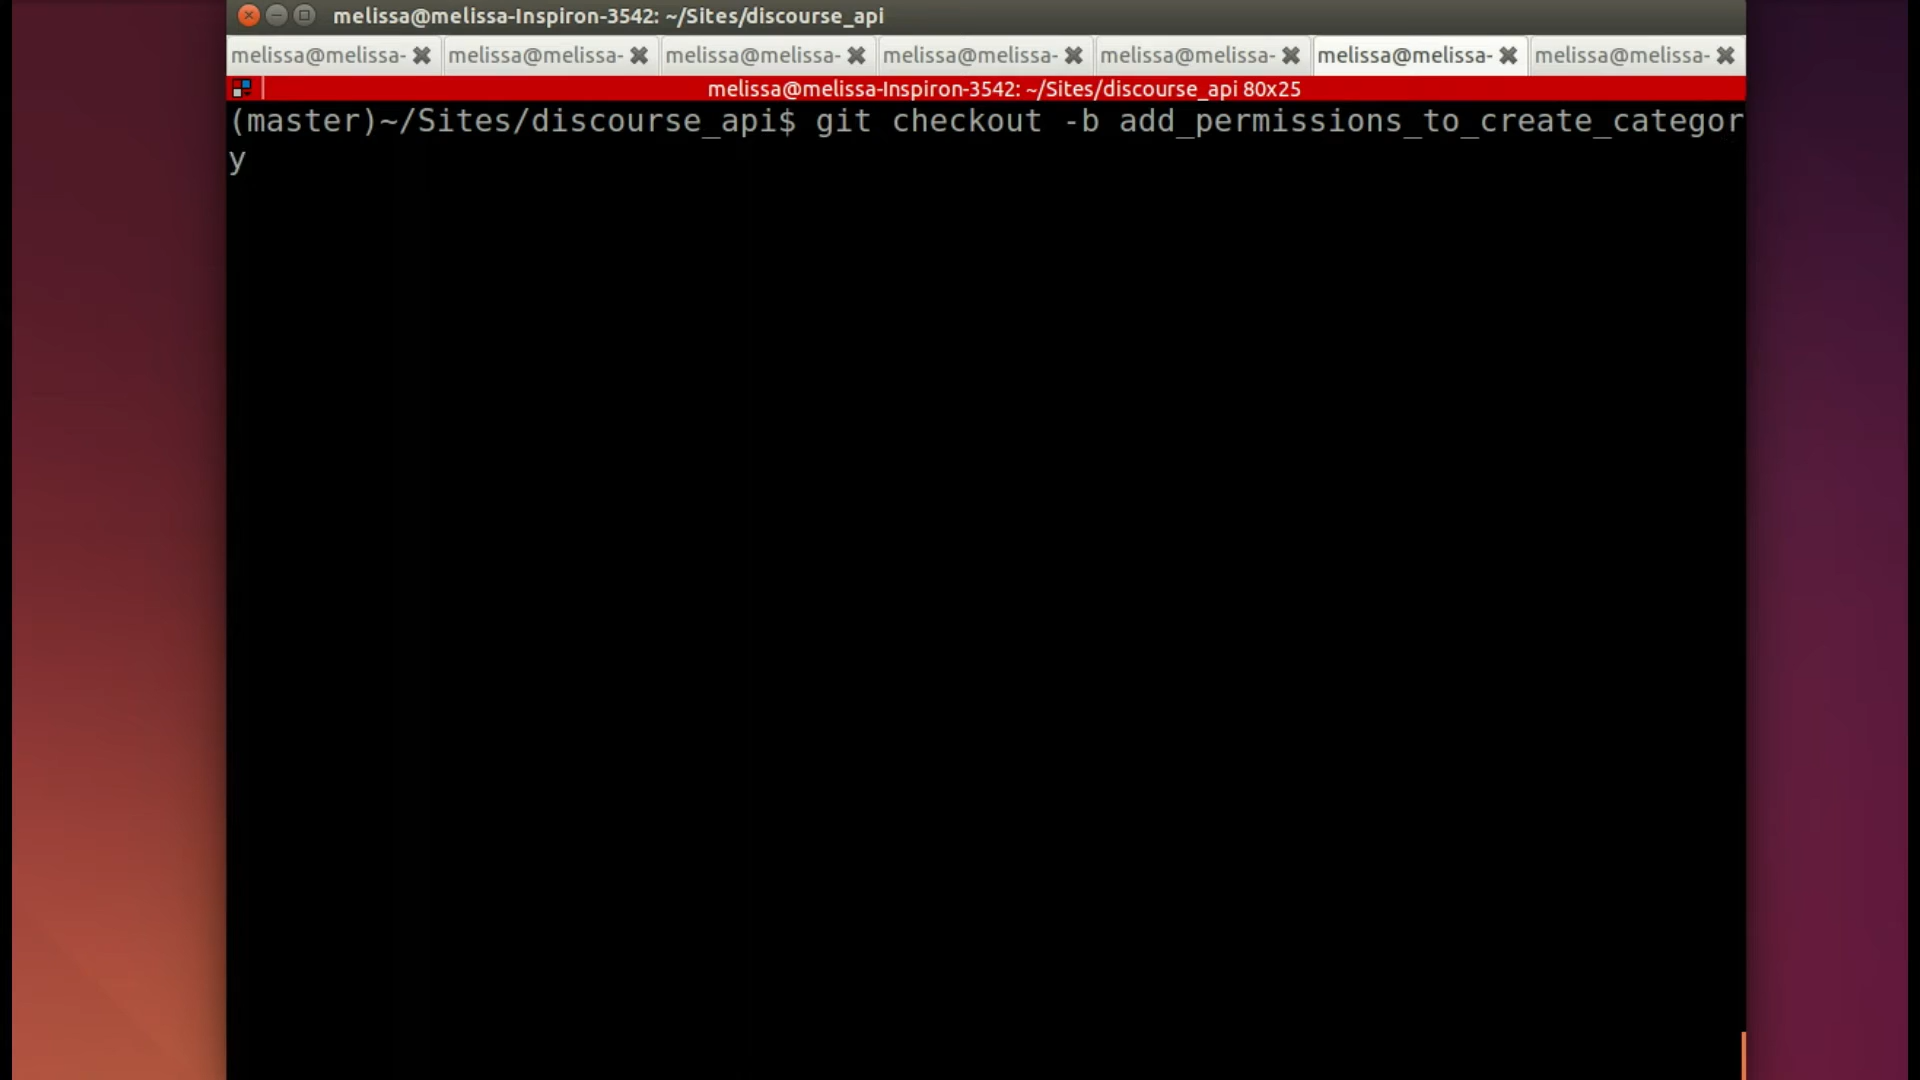 melissa@melissa-Inspiron-3542: ~/Sites/discourse_api
melissa@melissa- melissa@melissa- melissa@melissa- melissa@melissa- melissa@melissa- melissa@melissa- melissa@melissa-
melissa@melissa-Inspiron-3542: ~/Sites/discourse_api 80x25
(master)~/Sites/discourse_api$ git checkout -b add_permissions_to_create_categor
y